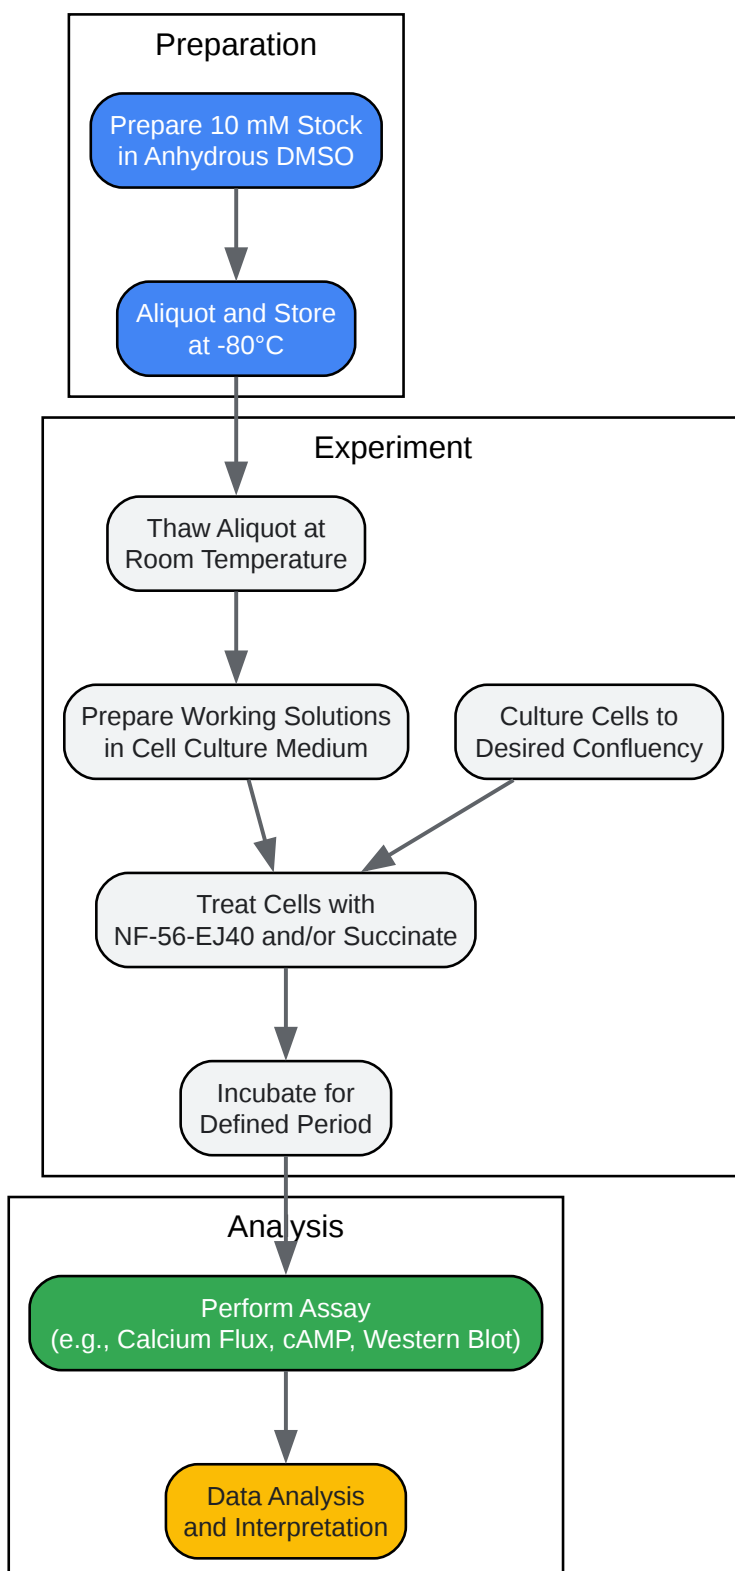 Preparation
Prepare 10 mM Stock
in Anhydrous DMSO
Aliquot and Store
at -80°C
Experiment
Thaw Aliquot at
Room Temperature
Prepare Working Solutions
in Cell Culture Medium
Culture Cells to
Desired Confluency
Treat Cells with
NF-56-EJ40 and/or Succinate
Incubate for
Defined Period
Analysis
Perform Assay
(e.g., Calcium Flux, cAMP, Western Blot)
Data Analysis
and Interpretation